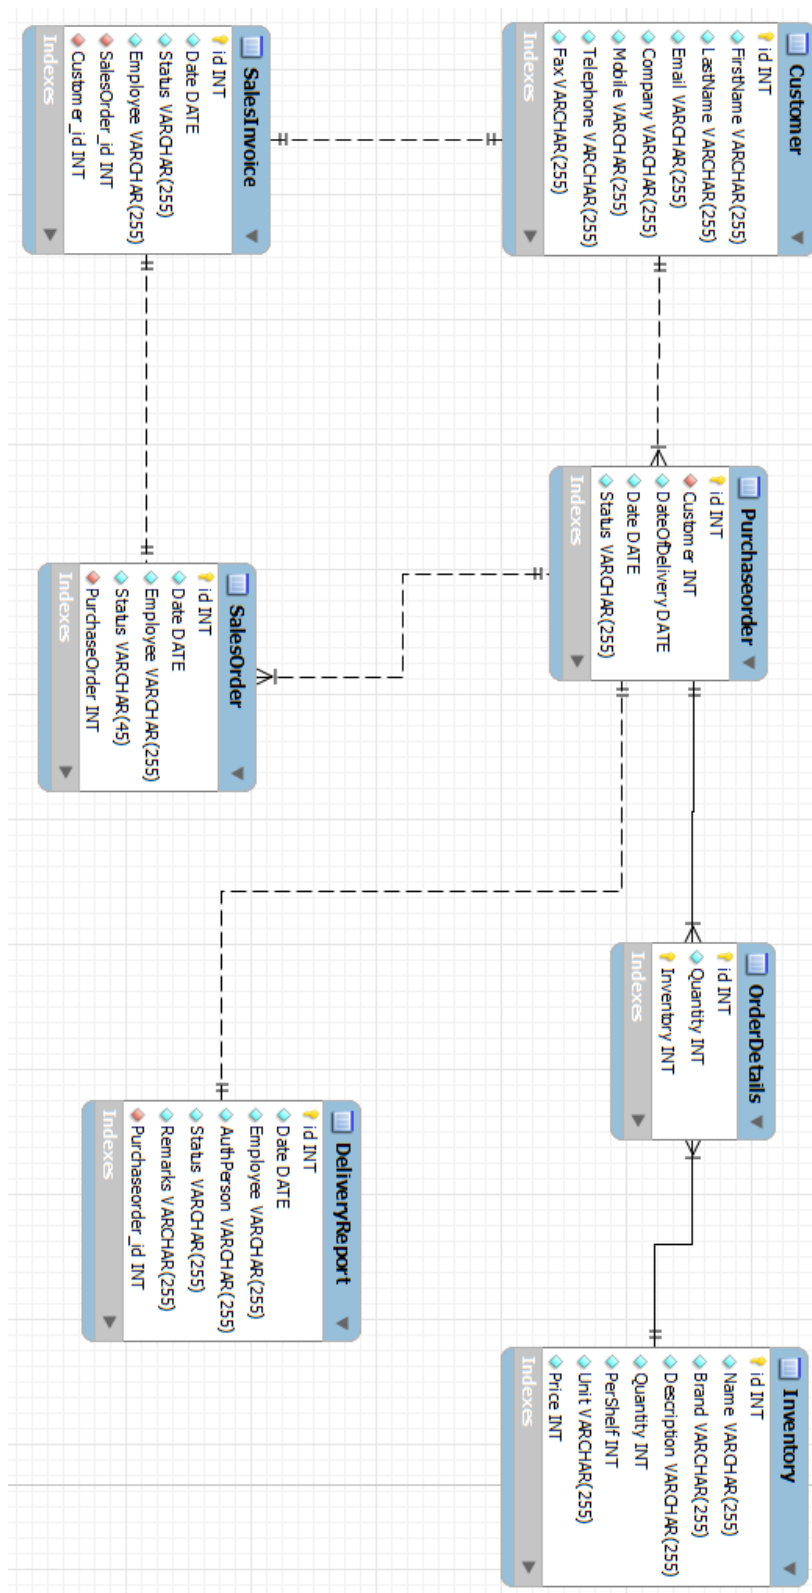 Customer
id INT
FirstName VARCHAR(255)
LastName VARCHAR(255)
Email VARCHAR(255)
Company VARCHAR(255)
Mobile VARCHAR(255)
Telephone VARCHAR(255)
Fax VARCHAR(255)
Indexes
Purchaseorder
id INT
Customer INT
DateOfDelivery DATE
Date DATE
Status VARCHAR(255)
Indexes
OrderDetails
id INT
Quantity INT
Inventory INT
Indexes
Inventory
id INT
Name VARCHAR(255)
Brand VARCHAR(255)
Description VARCHAR(255)
Quantity INT
PerShelf INT
Unit VARCHAR(255)
Price INT
Indexes
SalesInvoice
id INT
Date DATE
Status VARCHAR(255)
Employee VARCHAR(255)
SalesOrder_id INT
Customer_id INT
Indexes
SalesOrder
id INT
Date DATE
Employee VARCHAR(255)
Status VARCHAR(45)
PurchaseOrder INT
Indexes
DeliveryReport
id INT
Date DATE
Employee VARCHAR(255)
AuthPerson VARCHAR(255)
Status VARCHAR(255)
Remarks VARCHAR(255)
Purchaseorder_id INT
Indexes